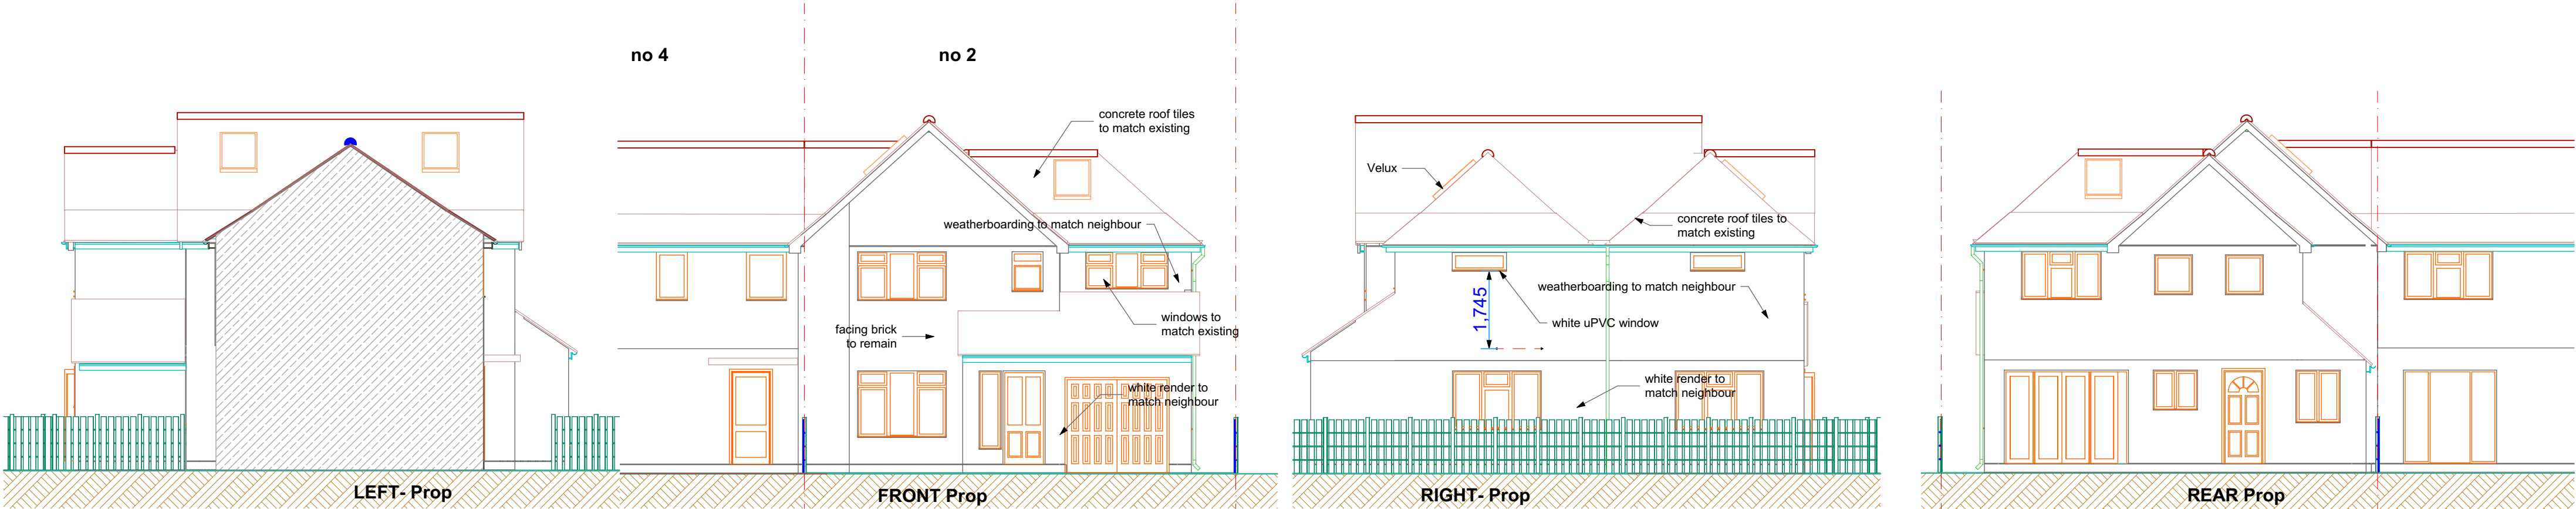 no 4
no 2
concrete roof tiles
to match existing
weatherboarding to match neighbour
windows to
match existing
facing brick
to remain
white render to
match neighbour
Velux
concrete roof tiles to
match existing
weatherboarding to match neighbour
1,745
white uPVC window
white render to
match neighbour
LEFT- Prop
FRONT Prop
RIGHT- Prop
REAR Prop